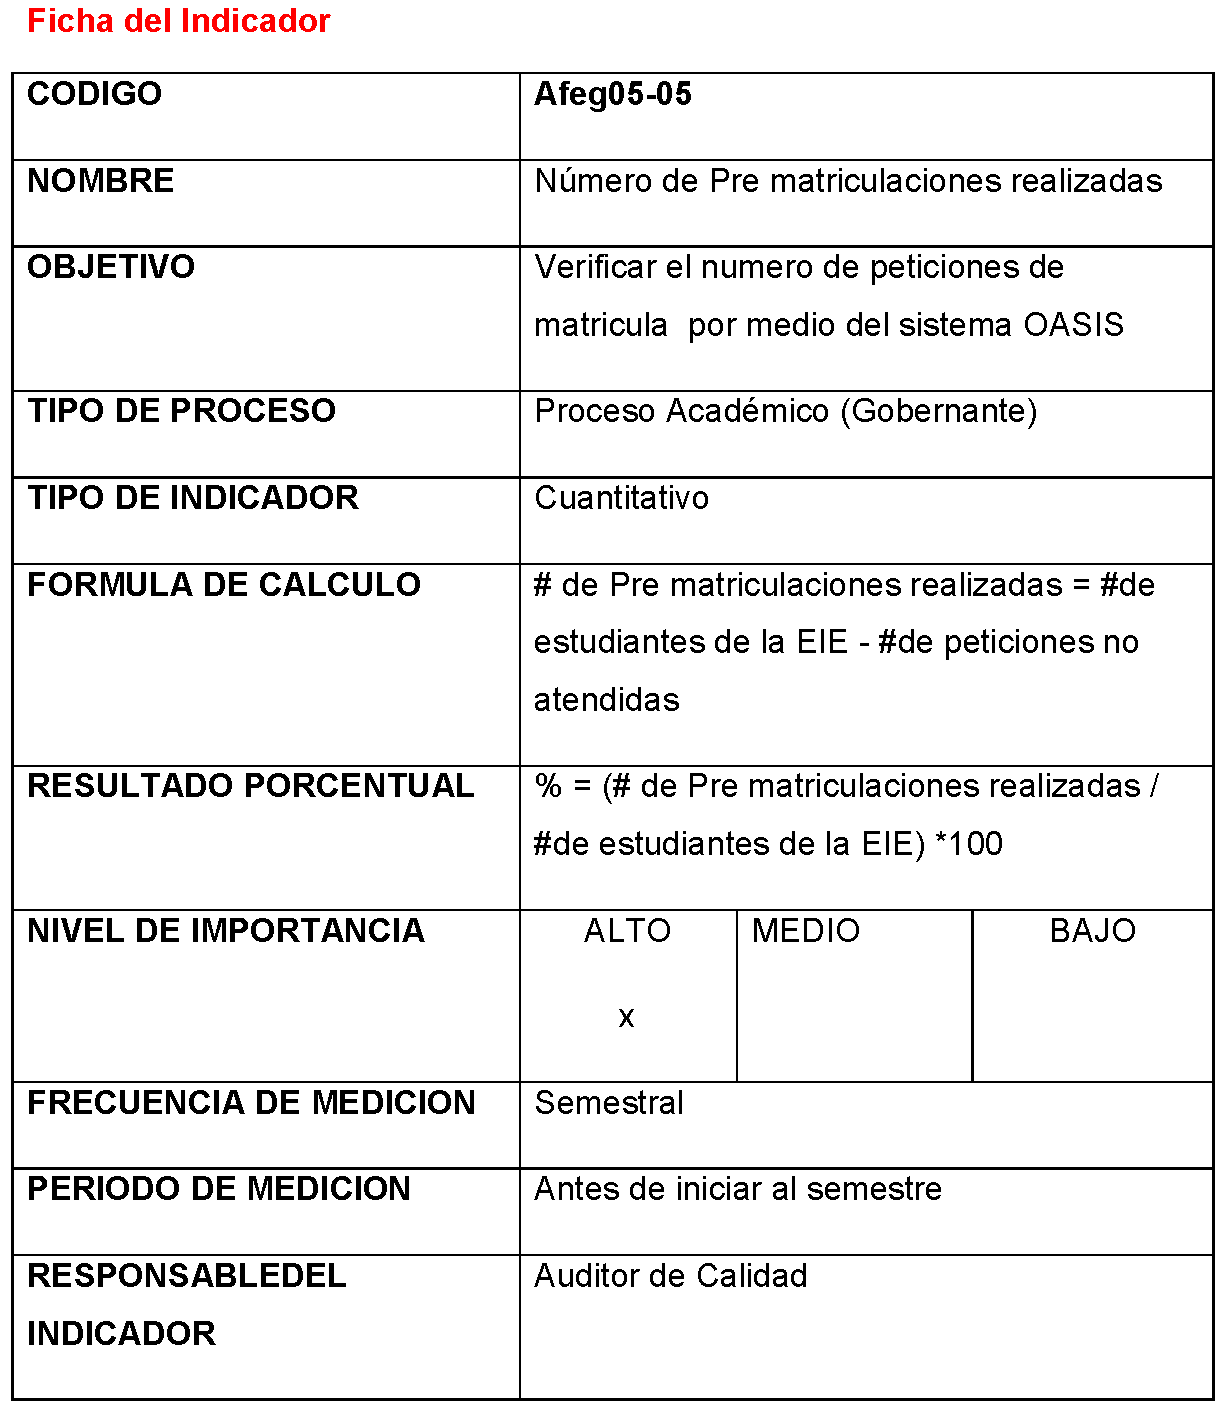 Ficha del Indicador
CODIGO
Afeg05-05
NOMBRE
Número de Pre matriculaciones realizadas
OBJETIVO
Verificar el numero de peticiones de
matricula  por medio del sistema OASIS
TIPO DE PROCESO
Proceso Académico (Gobernante)
TIPO DE INDICADOR
Cuantitativo
FORMULA DE CALCULO
# de Pre matriculaciones realizadas = #de
estudiantes de la EIE - #de peticiones no
atendidas
RESULTADO PORCENTUAL
% = (# de Pre matriculaciones realizadas /
#de estudiantes de la EIE) *100
NIVEL DE IMPORTANCIA
ALTO
x
MEDIO
BAJO
FRECUENCIA DE MEDICION
Semestral
PERIODO DE MEDICION
Antes de iniciar al semestre
RESPONSABLEDEL
INDICADOR
Auditor de Calidad